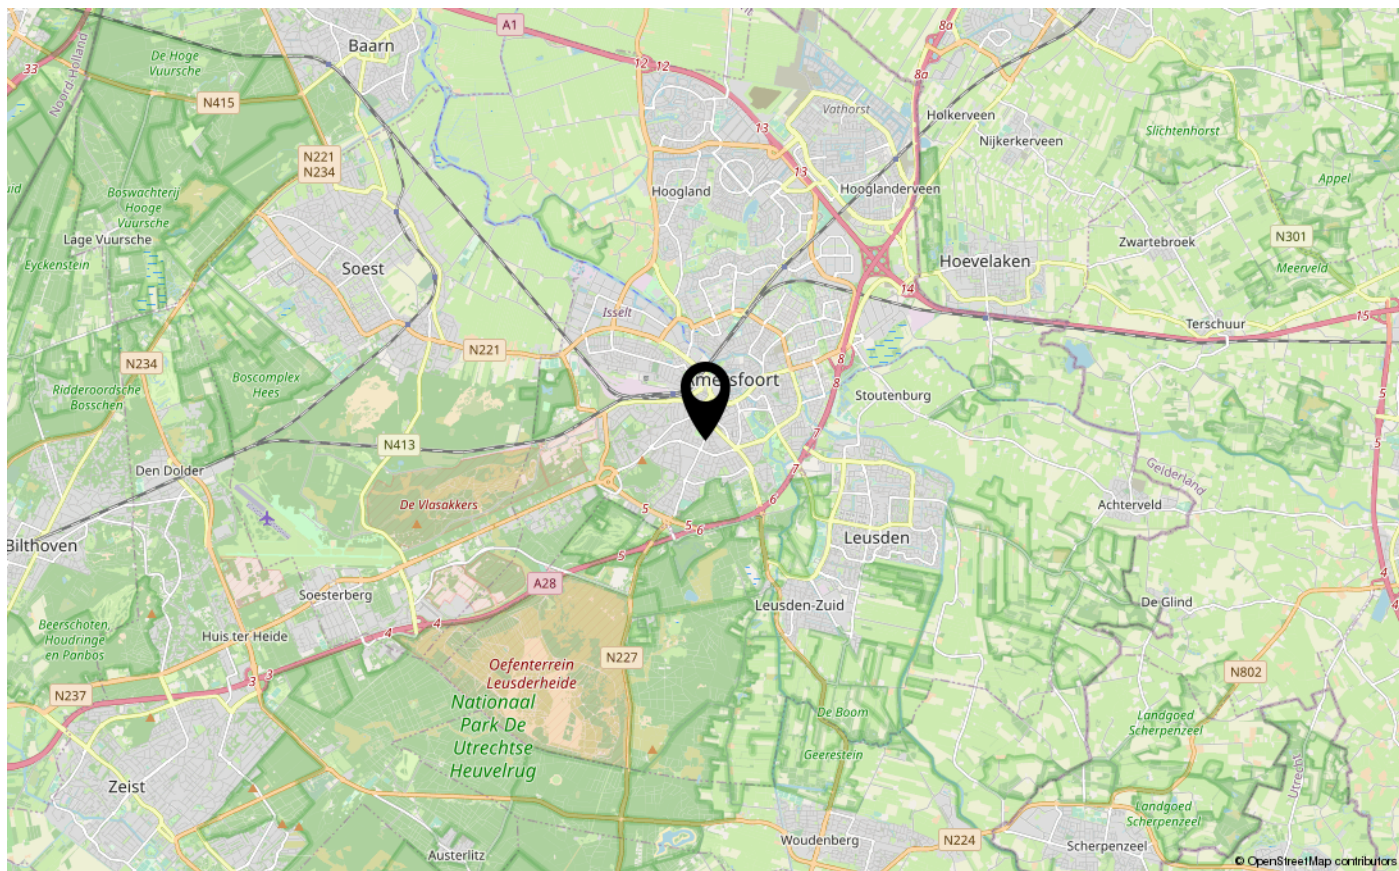 A1
8a
Baarn
De Hoge
Vuursche
12
12
33
Noord-Holland
8a
N415
Vathorst
Holkerveen
13
Slichtenhorst
Nijkerkerveen
N221
N234
13
Appel
Boswachterij
Hooge
Vuursche
Hoogland
Hooglanderveen
Lage Vuursche
N301
Zwartebroek
Eyckenstein
Soest
Hoevelaken
Meerveld
14
Isselt
15
Terschuur
N221
8
N234
Boscomplex
Hees
8
Ridderoordsche
Bosschen
Stoutenburg
5
7
N413
5
Den Dolder
7
Gelderland
De Vlasakkers
6
Achterveld
5
5
6
Leusden
Bilthoven
5
A28
4
Soesterberg
Leusden-Zuid
De Glind
Beerschoten,
Houdringe
en Panbos
4
4
Huis ter Heide
N227
Oefenterrein
Leusderheide
N802
3
3
N237
Nationaal
Park De
Utrechtse
Heuvelrug
De Boom
Landgoed
Scherpenzeel
Geerestein
Utrecht
Zeist
Landgoed
Scherpenzeel
Woudenberg
N224
Scherpenzeel
Austerlitz
© OpenStreetMap contributors